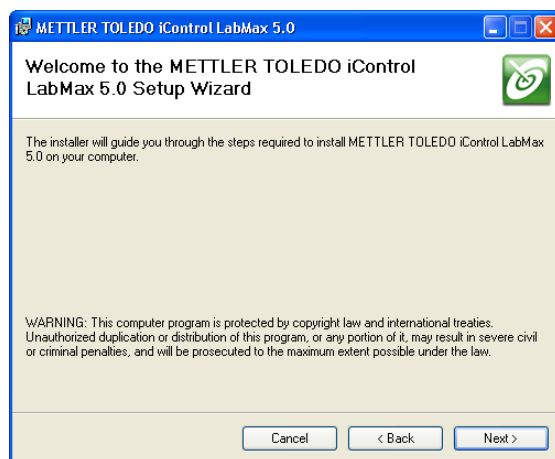 METTLER TOLEDO iControl LabMax 5.0
Welcome to the METTLER TOLEDO iControl
LabMax 5.0 Setup Wizard
The installer will guide you through the steps required to install METTLER TOLEDO iControl LabMax
5.0 on your computer.
WARNING: This computer program is protected by copyright law and international treaties.
Unauthorized duplication or distribution of this program, or any portion of it, may result in severe civil
or criminal penalties, and will be prosecuted to the maximum extent possible under the law.
Cancel < Back Next >